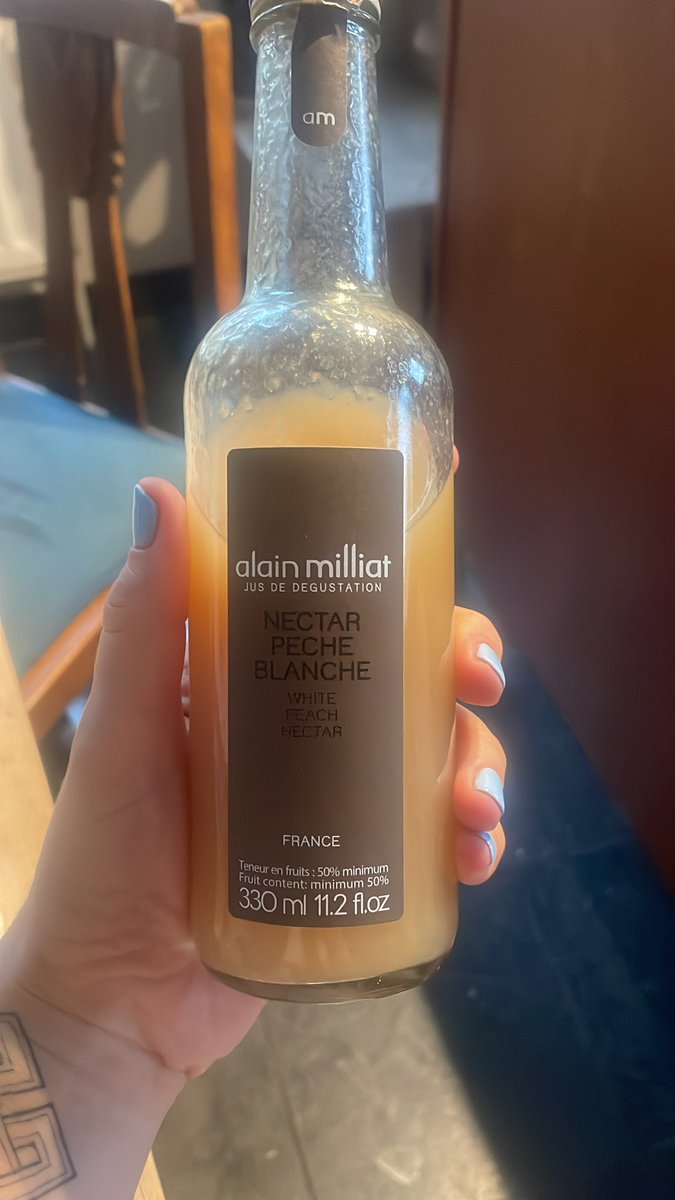 am
alain milliat
JUS DE DEGUSTATION
NECTAR
PECHE
BLANCHE
WHITE
PEACH
NECTAR
FRANCE
Teneur en fruits : 50% minimum
Fruit content: minimum 50%
330 ml 11.2 fl.oz